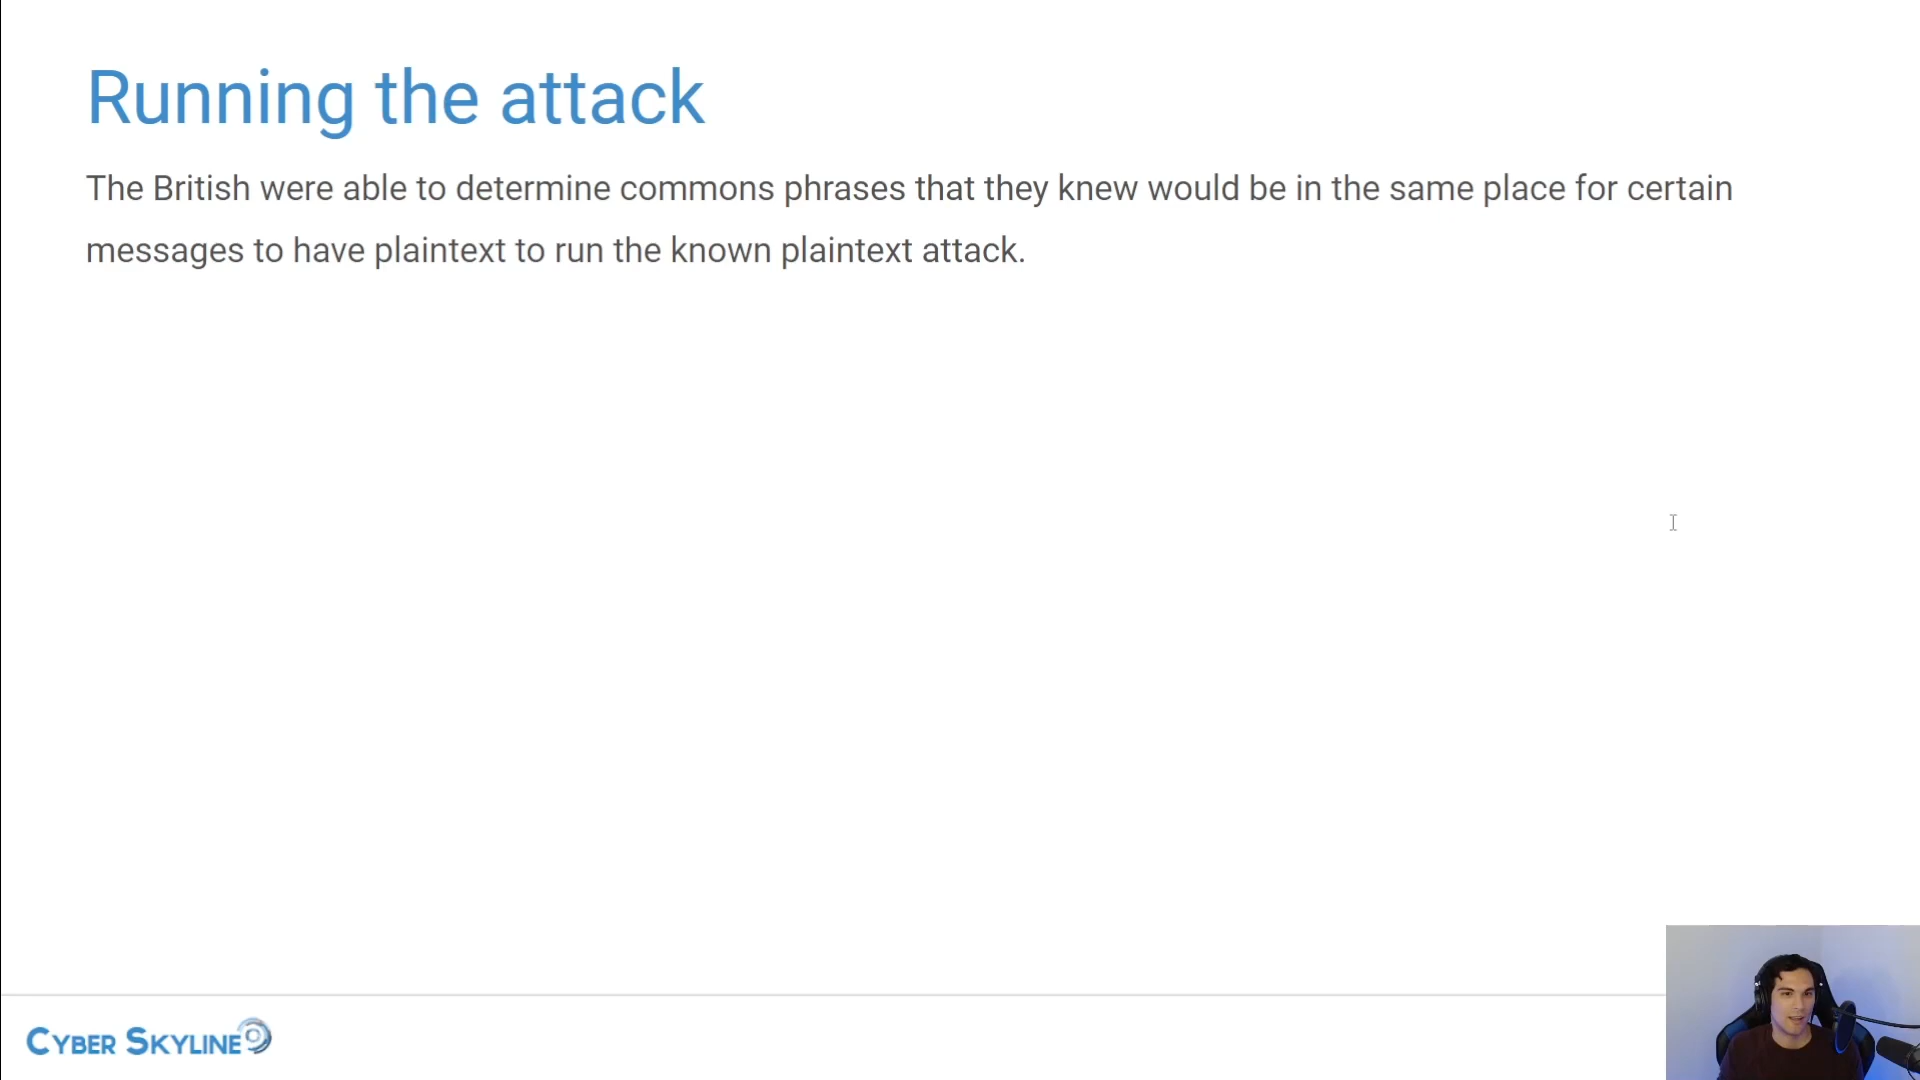 Running the attack
The British were able to determine commons phrases that they knew would be in the same place for certain
messages to have plaintext to run the known plaintext attack.
CYBER SKYLINE